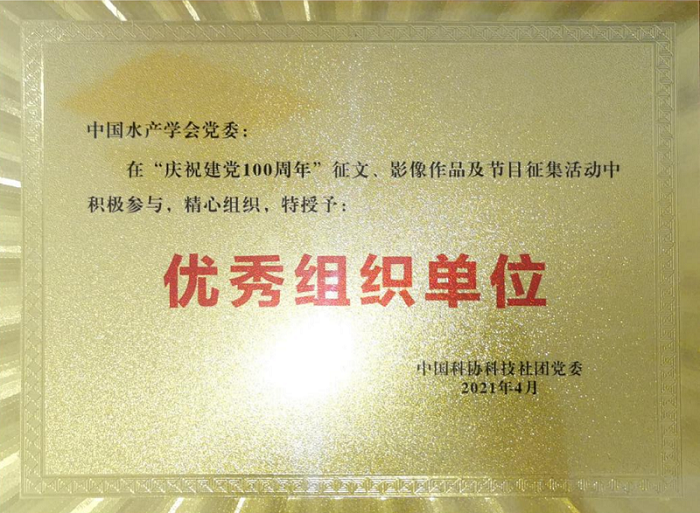 中国水产学会党委：
在“庆祝建党100周年”征文、影像作品及节目征集活动中
积极参与，精心组织，特授予：
优秀组织单位
中国科协科技社团党委
2021年4月